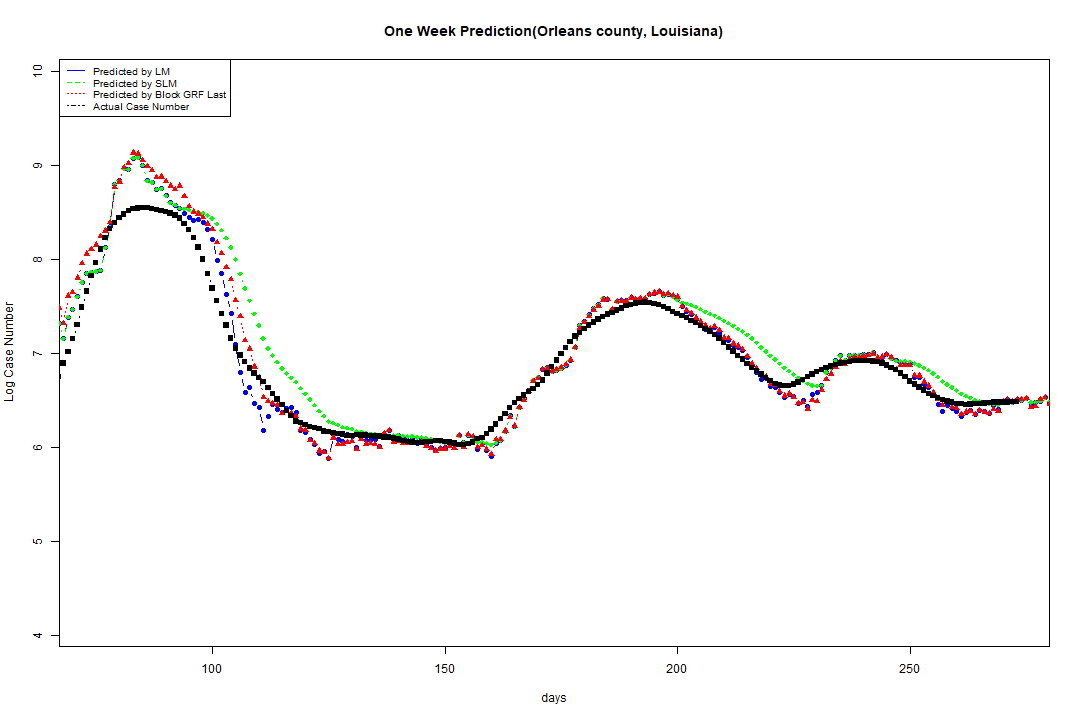 One Week Prediction(Orleans county, Louisiana)
Predicted by LM
Predicted by SLM
Predicted by Block GRF Last
Actual Case Number
10
9
8
7
6
5
4
Log Case Number
100 150 200 250
days